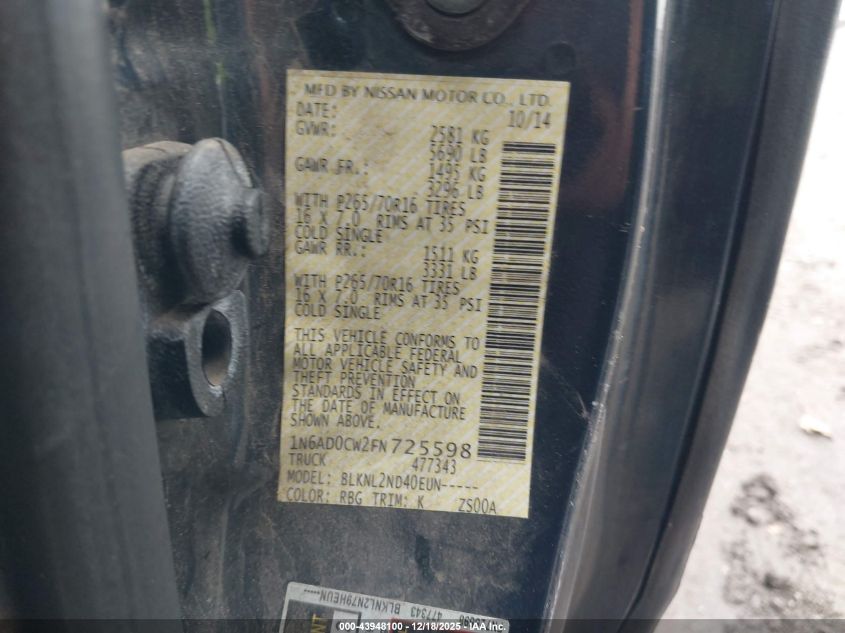 MFD BY NISSAN MOTOR CO., LTD.
DATE: 10/14
GVWR: 2581 KG
5690 LB
GAWR FR.: 1495 KG
3296 LB
WITH P265/70R16 TIRES
16 X 7.0 RIMS AT 35 PSI
COLD SINGLE
GAWR RR.: 1511 KG
3331 LB
WITH P265/70R16 TIRES
16 X 7.0 RIMS AT 35 PSI
COLD SINGLE
THIS VEHICLE CONFORMS TO
ALL APPLICABLE FEDERAL
MOTOR VEHICLE SAFETY AND
THEFT PREVENTION
STANDARDS IN EFFECT ON
THE DATE OF MANUFACTURE
SHOWN ABOVE.
1N6AD0CW2FN725598
TRUCK 477343
MODEL: BLKNL2ND40EUN-----
COLOR: RBG TRIM: K ZS00A
477343 BLKNL2N79HEUN-----
000-43948100 - 12/18/2025 - IAA Inc.